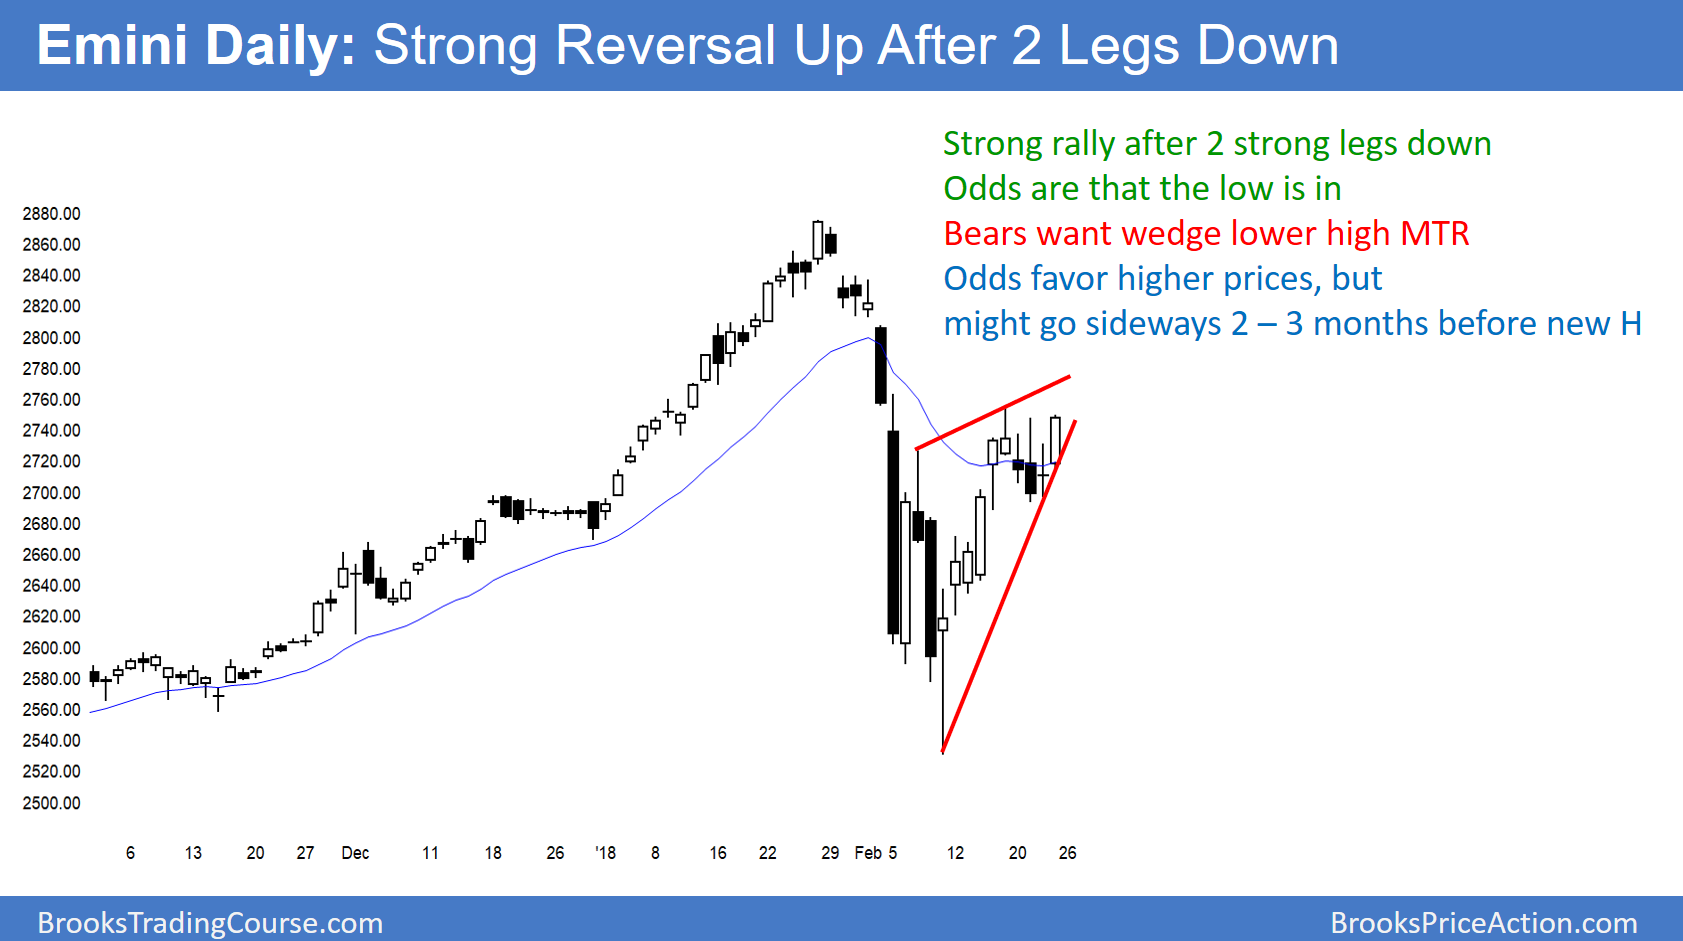 Emini Daily: Strong Reversal Up After 2 Legs Down
Strong rally after 2 strong legs down
Odds are that the low is in
Bears want wedge lower high MTR
Odds favor higher prices, but
might go sideways 2 – 3 months before new H
2880.00
2860.00
2840.00
2820.00
2800.00
2780.00
2760.00
2740.00
2720.00
2700.00
2680.00
2660.00
2640.00
2620.00
2600.00
2580.00
2560.00
2540.00
2520.00
2500.00
6 13 20 27 Dec 11 18 26 '18 8 16 22 29 Feb 5 12 20 26
BrooksTradingCourse.com BrooksPriceAction.com